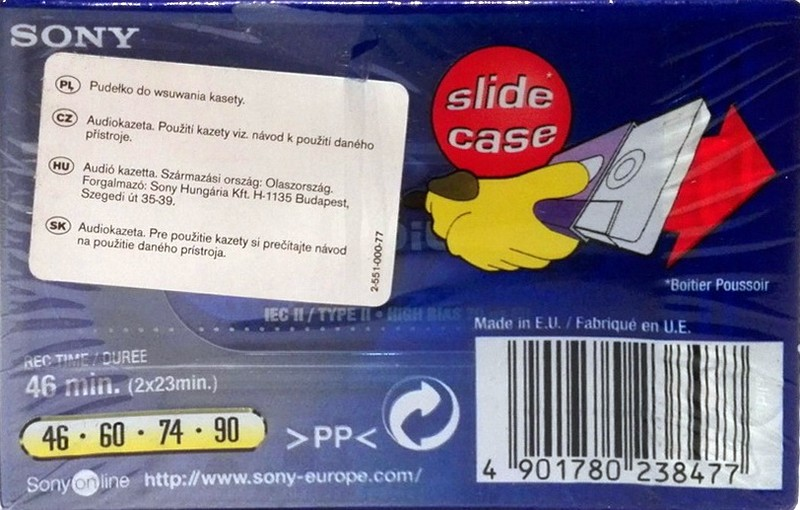 SONY
PL Pudełko do wsuwania kasety.
CZ Audiokazeta. Použití kazety viz. návod k použití daného
přístroje.
HU Audió kazetta. Származási ország: Olaszország.
Forgalmazó: Sony Hungária Kft. H-1135 Budapest,
Szegedi út 35-39.
SK Audiokazeta. Pre použitie kazety si prečítajte návod
na použitie daného prístroja.
2-551-000-77
slide*
case
*Boîtier Poussoir
IEC II / TYPE II • HIGH BIAS
Made in E.U. / Fabriqué en U.E.
REC TIME / DURÉE
46 min. (2x23min.)
46 · 60 · 74 · 90
>PP<
Sony online http://www.sony-europe.com/
4 901780 238477